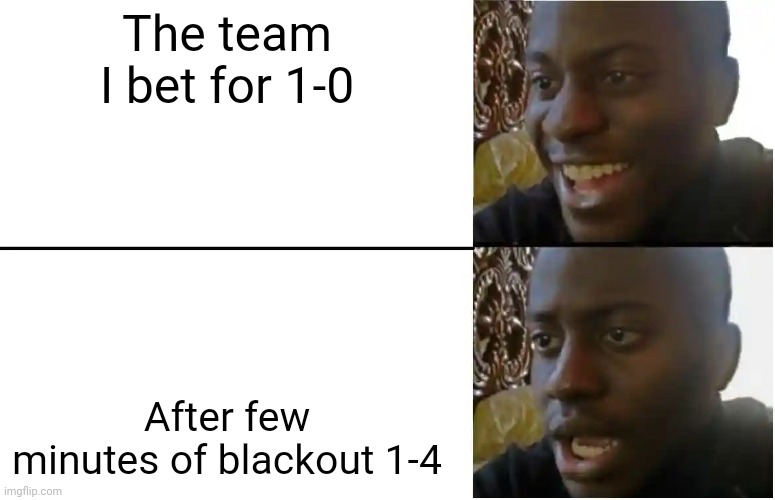 The team
I bet for 1-0
After few
minutes of blackout 1-4
imgflip.com